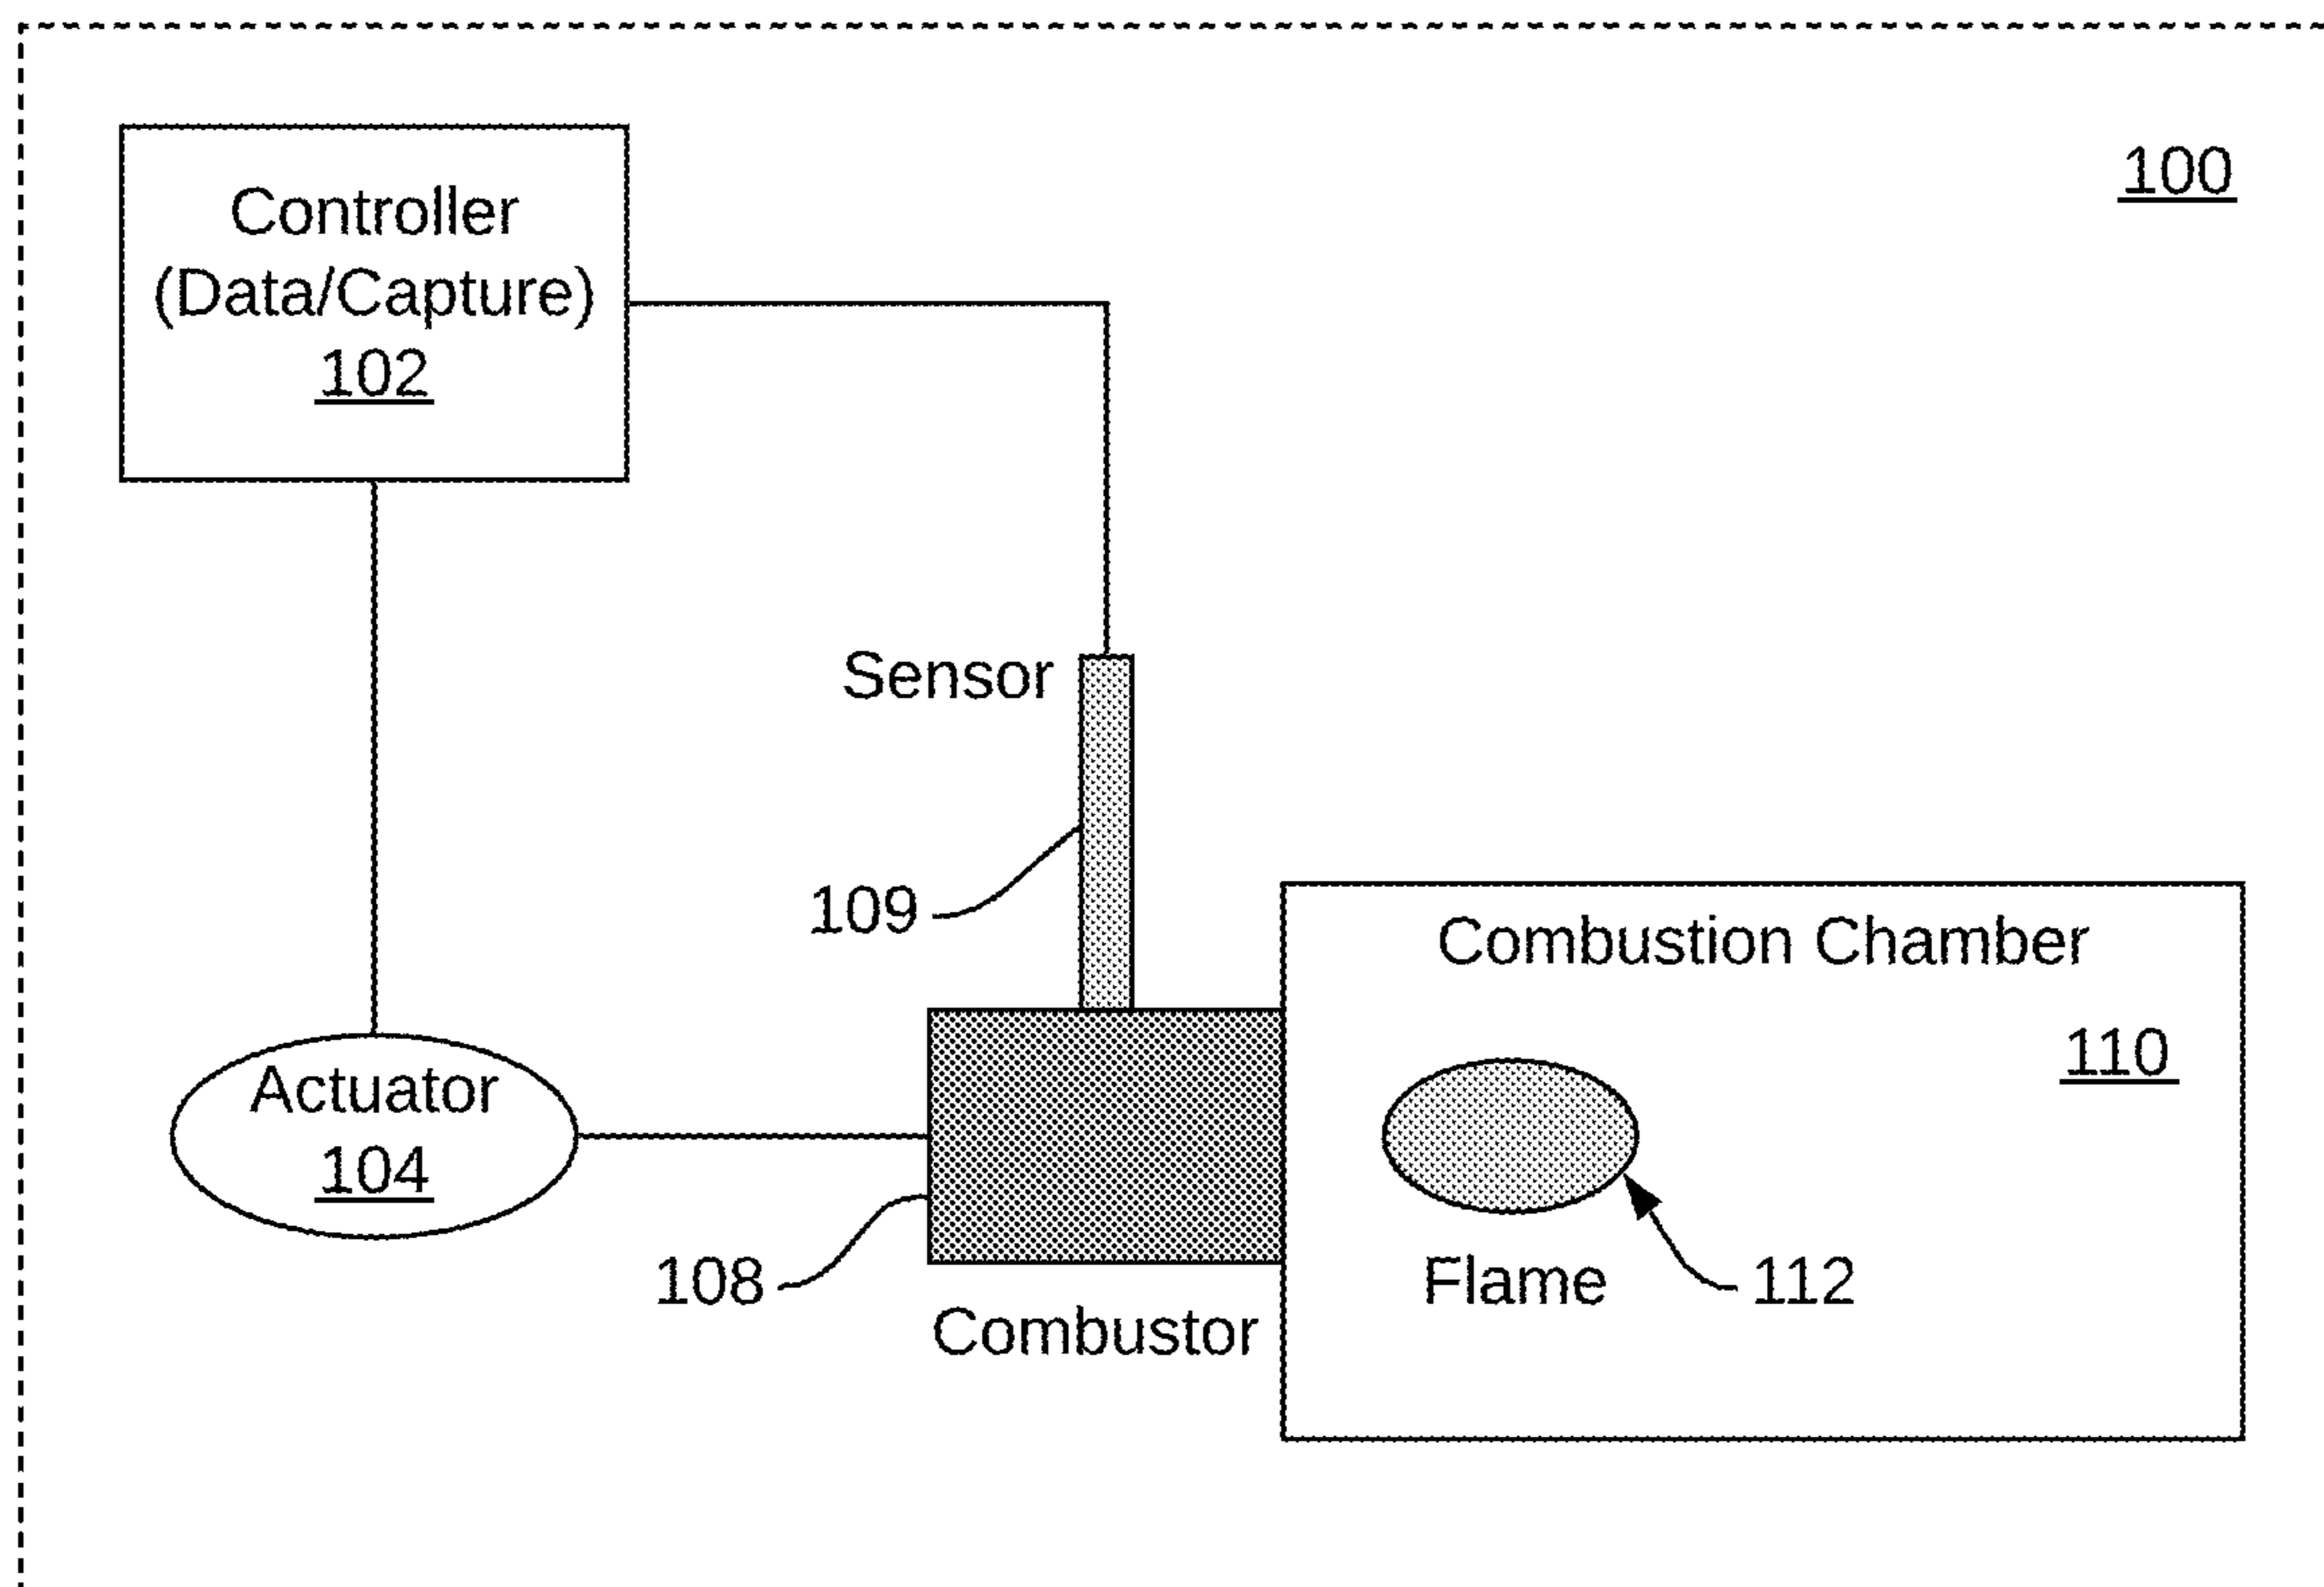 100
Controller
(Data/Capture)
102
Sensor
109
Combustion Chamber
110
Actuator
104
108
Flame
112
Combustor